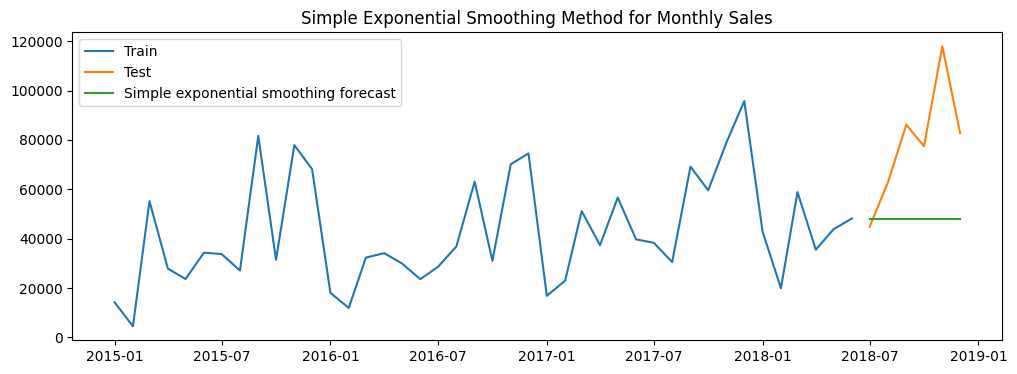 Simple Exponential Smoothing Method for Monthly Sales
120000
100000
80000
60000
40000
20000
0
Train
Test
Simple exponential smoothing forecast
2015-01 2015-07 2016-01 2016-07 2017-01 2017-07 2018-01 2018-07 2019-01